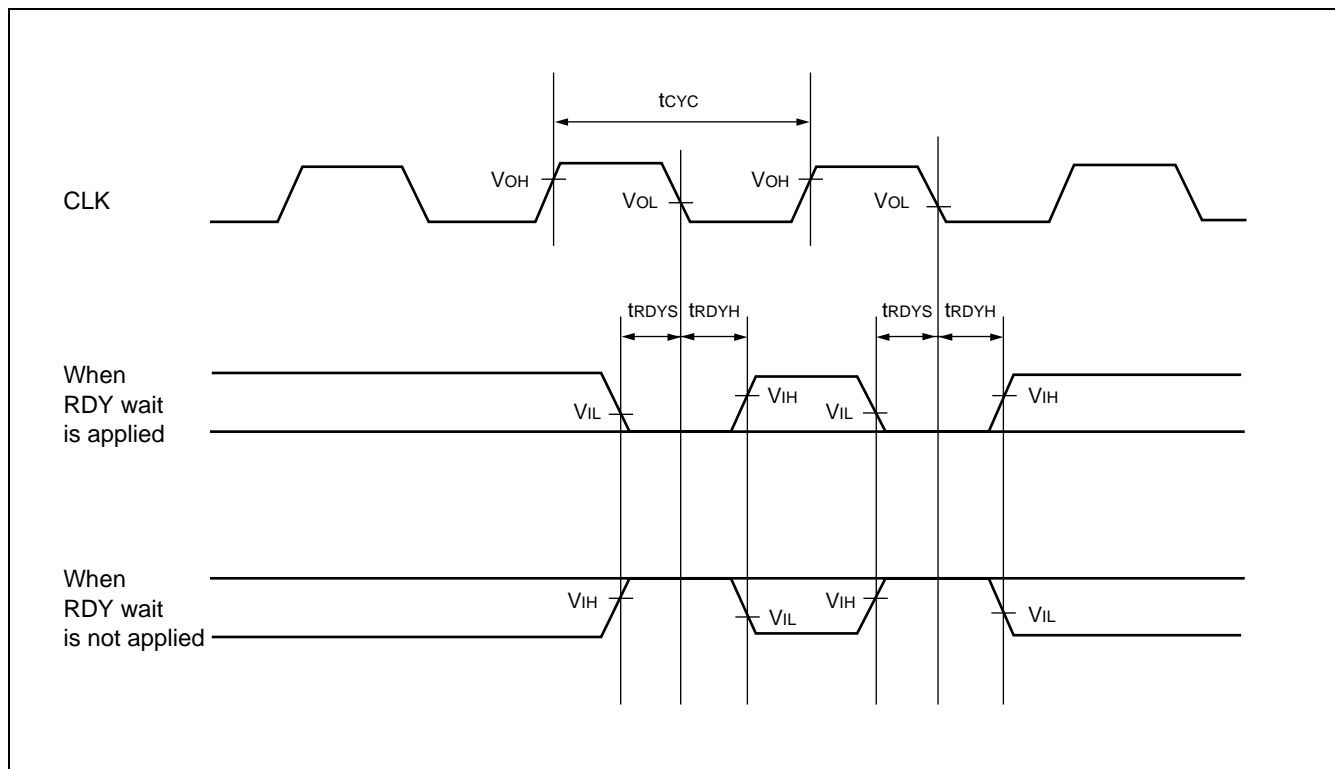 tCYC
CLK
VOH
VOL
VOH
VOL
tRDYS
tRDYH
tRDYS
tRDYH
When
RDY wait
is applied
VIL
VIH
VIL
VIH
When
RDY wait
is not applied
VIH
VIL
VIH
VIL